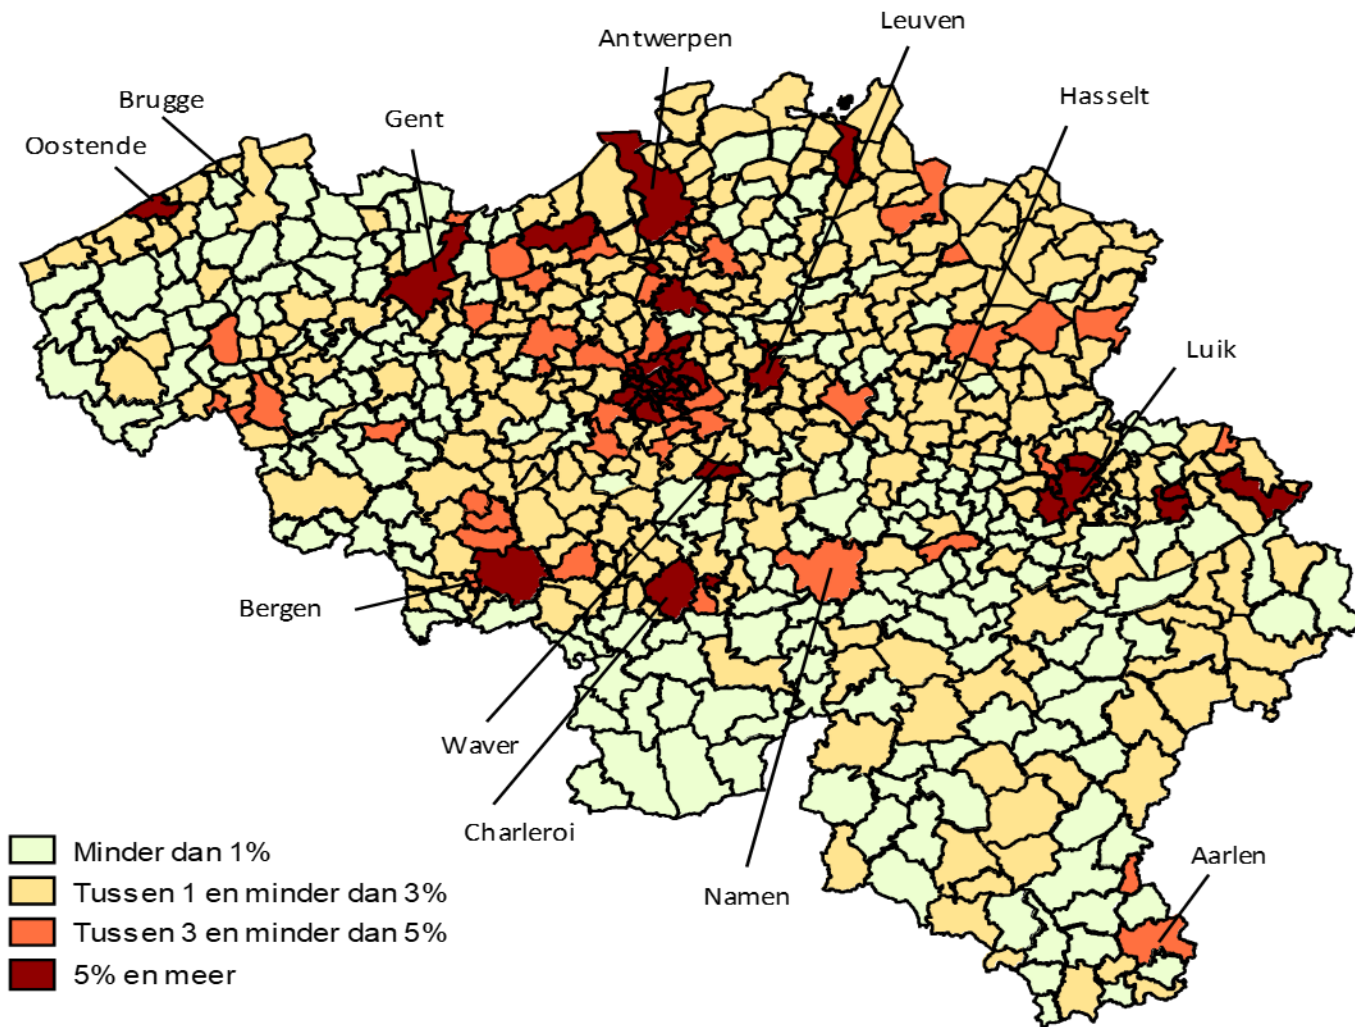 Leuven
Antwerpen
Brugge
Hasselt
Gent
Oostende
Luik
Bergen
Waver
Charleroi
Minder dan 1%
Tussen 1 en minder dan 3%
Namen
Aarlen
Tussen 3 en minder dan 5%
5% en meer